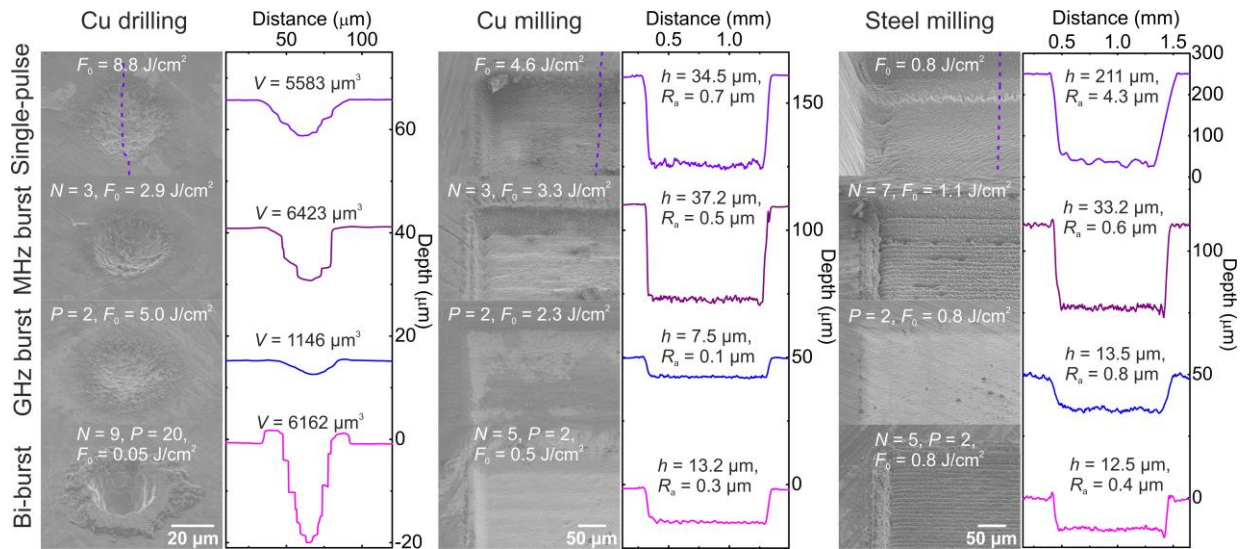 Cu drilling
Distance (μm)
50 100
Cu milling
Distance (mm)
0.5 1.0
Steel milling
Distance (mm)
0.5 1.0 1.5
Single-pulse
MHz burst
GHz burst
Bi-burst
F₀ = 8.8 J/cm²
N = 3, F₀ = 2.9 J/cm²
P = 2, F₀ = 5.0 J/cm²
N = 9, P = 20,
F₀ = 0.05 J/cm²
20 μm
V = 5583 μm³
V = 6423 μm³
V = 1146 μm³
V = 6162 μm³
60
40
20
0
-20
Depth (μm)
F₀ = 4.6 J/cm²
N = 3, F₀ = 3.3 J/cm²
P = 2, F₀ = 2.3 J/cm²
N = 5, P = 2,
F₀ = 0.5 J/cm²
50 μm
h = 34.5 μm,
Rₐ = 0.7 μm
h = 37.2 μm,
Rₐ = 0.5 μm
h = 7.5 μm,
Rₐ = 0.1 μm
h = 13.2 μm,
Rₐ = 0.3 μm
150
100
50
0
Depth (μm)
F₀ = 0.8 J/cm²
N = 7, F₀ = 1.1 J/cm²
P = 2, F₀ = 0.8 J/cm²
N = 5, P = 2,
F₀ = 0.8 J/cm²
50 μm
h = 211 μm,
Rₐ = 4.3 μm
h = 33.2 μm,
Rₐ = 0.6 μm
h = 13.5 μm,
Rₐ = 0.8 μm
h = 12.5 μm,
Rₐ = 0.4 μm
300
200
100
0
100
50
0
Depth (μm)